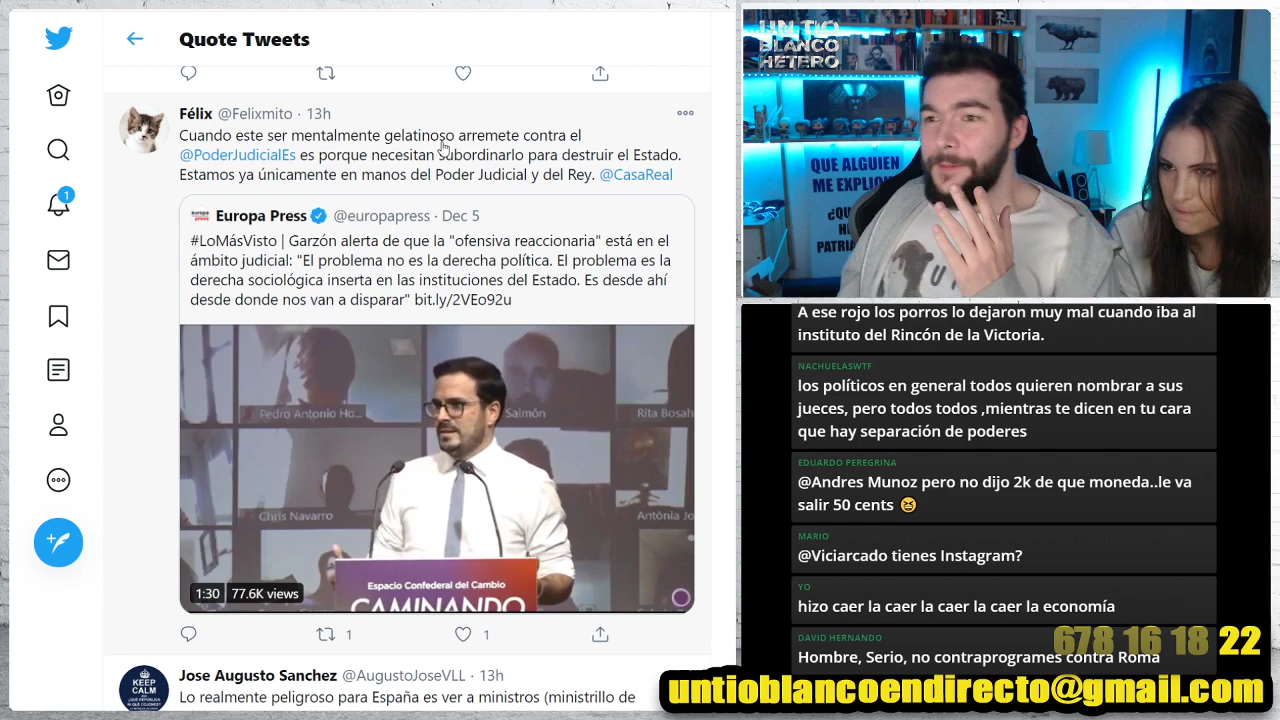 Quote Tweets
Félix @Felixmito · 13h
Cuando este ser mentalmente gelatinoso arremete contra el
@PoderJudicialEs es porque necesitan subordinarlo para destruir el Estado.
Estamos ya únicamente en manos del Poder Judicial y del Rey. @CasaReal
Europa Press @europapress · Dec 5
#LoMásVisto | Garzón alerta de que la "ofensiva reaccionaria" está en el
ámbito judicial: "El problema no es la derecha política. El problema es la
derecha sociológica inserta en las instituciones del Estado. Es desde ahí
desde donde nos van a disparar" bit.ly/2VEo92u
Pedro Antonio Ho...
Salmón
Rita Bosah
Chris Navarro
Antònia Jo
Espacio Confederal del Cambio
CAMINANDO
1:30 77.6K views
1 1
Jose Augusto Sanchez @AugustoJoseVLL · 13h
KEEP
CALM
Lo realmente peligroso para España es ver a ministros (ministrillo de
1
UN TIO
BLANCO
HETERO
QUE ALGUIEN
ME EXPLIQ
PATRIA
A ese rojo los porros lo dejaron muy mal cuando iba al
instituto del Rincón de la Victoria.
NACHUELASWTF
los políticos en general todos quieren nombrar a sus
jueces, pero todos todos ,mientras te dicen en tu cara
que hay separación de poderes
EDUARDO PEREGRINA
@Andres Munoz pero no dijo 2k de que moneda..le va
salir 50 cents 😆
MARIO
@Viciarcado tienes Instagram?
YO
hizo caer la caer la caer la caer la economía
DAVID HERNANDO
Hombre, Serio, no contraprogrames contra Roma
678 16 18 22
untioblancoendirecto@gmail.com